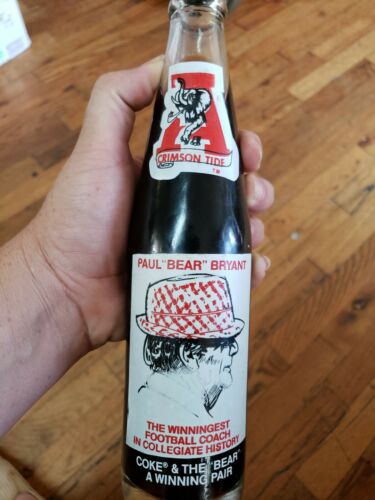 A
CRIMSON TIDE
TM
PAUL "BEAR" BRYANT
THE WINNINGEST
FOOTBALL COACH
IN COLLEGIATE HISTORY
COKE® & THE "BEAR"
A WINNING PAIR